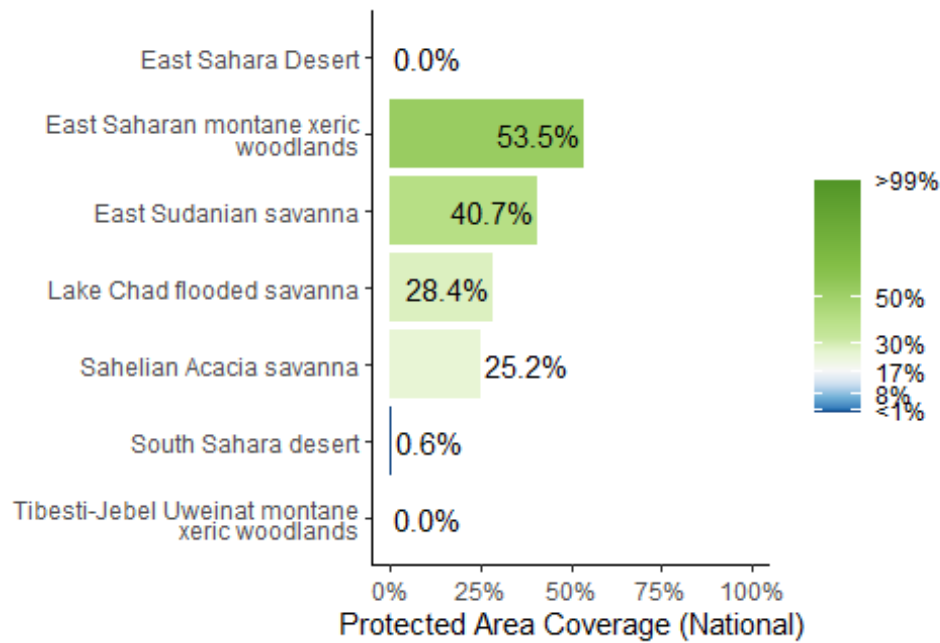 East Sahara Desert
0.0%
East Saharan montane xeric
woodlands
53.5%
East Sudanian savanna
40.7%
Lake Chad flooded savanna
28.4%
Sahelian Acacia savanna
25.2%
South Sahara desert
0.6%
Tibesti-Jebel Uweinat montane
xeric woodlands
0.0%
0% 25% 50% 75% 100%
Protected Area Coverage (National)
>99%
50%
30%
17%
8%
<1%